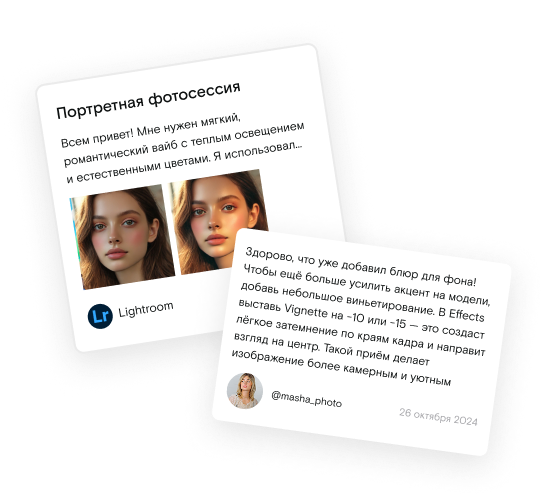 Портретная фотосессия
Всем привет! Мне нужен мягкий,
романтический вайб с теплым освещением
и естественными цветами. Я использовал...
Lr
Lightroom
Здорово, что уже добавил блюр для фона!
Чтобы ещё больше усилить акцент на модели,
добавь небольшое виньетирование. В Effects
выставь Vignette на -10 или -15 — это создаст
лёгкое затемнение по краям кадра и направит
взгляд на центр. Такой приём делает
изображение более камерным и уютным
@masha_photo
26 октября 2024